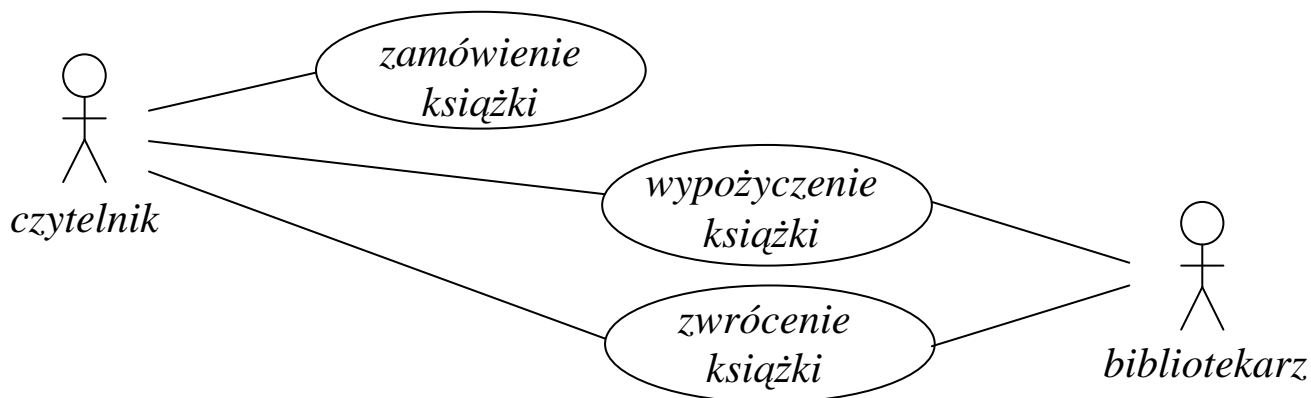 zamówienie
książki
czytelnik
wypożyczenie
książki
zwrócenie
książki
bibliotekarz